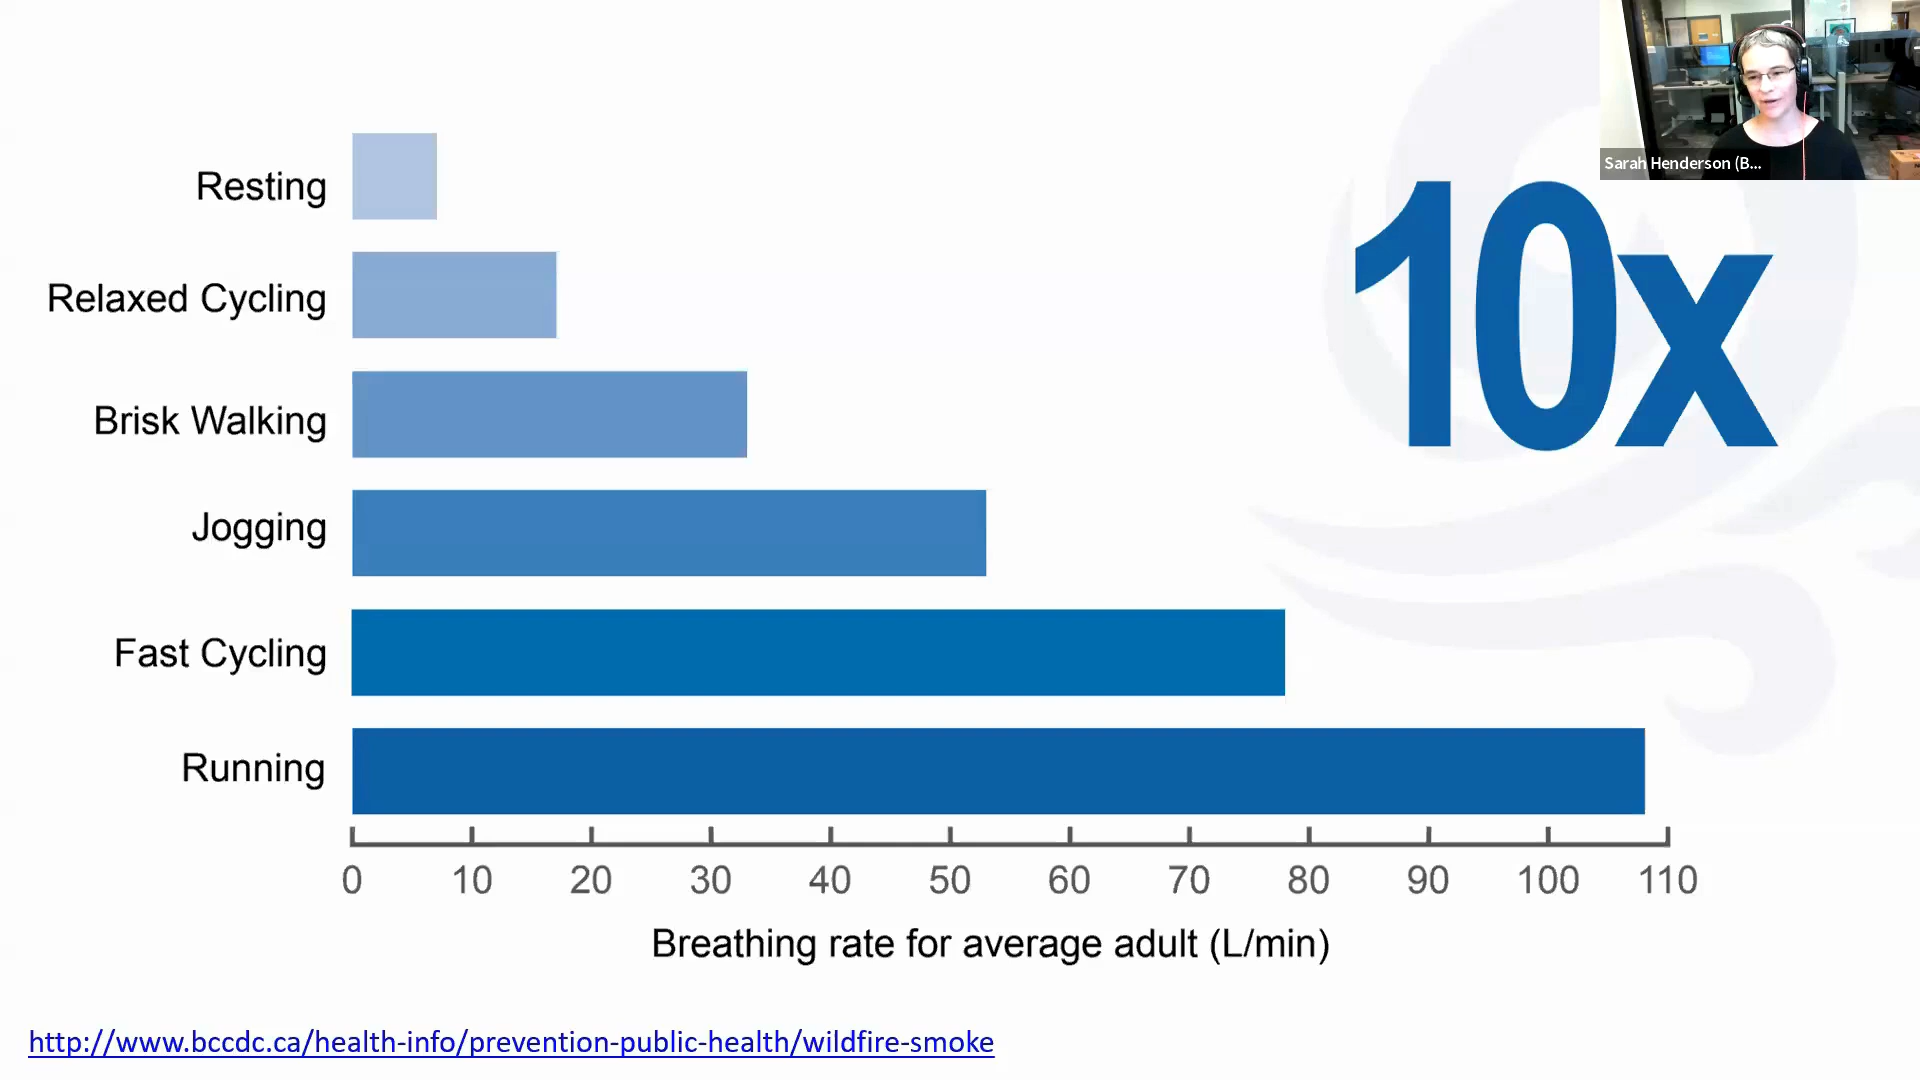 Sarah Henderson (B...
10x
Resting
Relaxed Cycling
Brisk Walking
Jogging
Fast Cycling
Running
0 10 20 30 40 50 60 70 80 90 100 110
Breathing rate for average adult (L/min)
http://www.bccdc.ca/health-info/prevention-public-health/wildfire-smoke